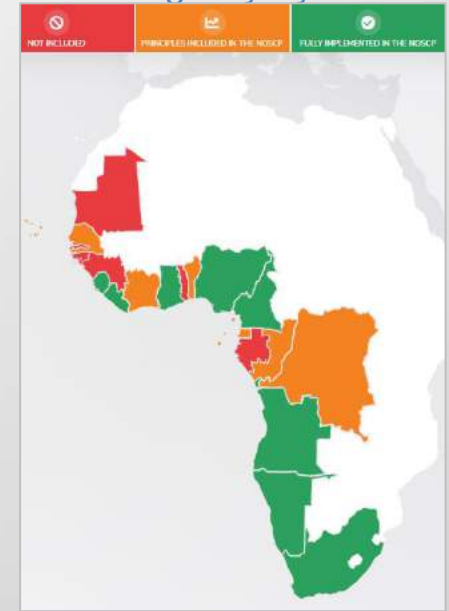 NOT INCLUDED
PRINCIPLES INCLUDED IN THE NOSCP
FULLY IMPLEMENTED IN THE NOSCP